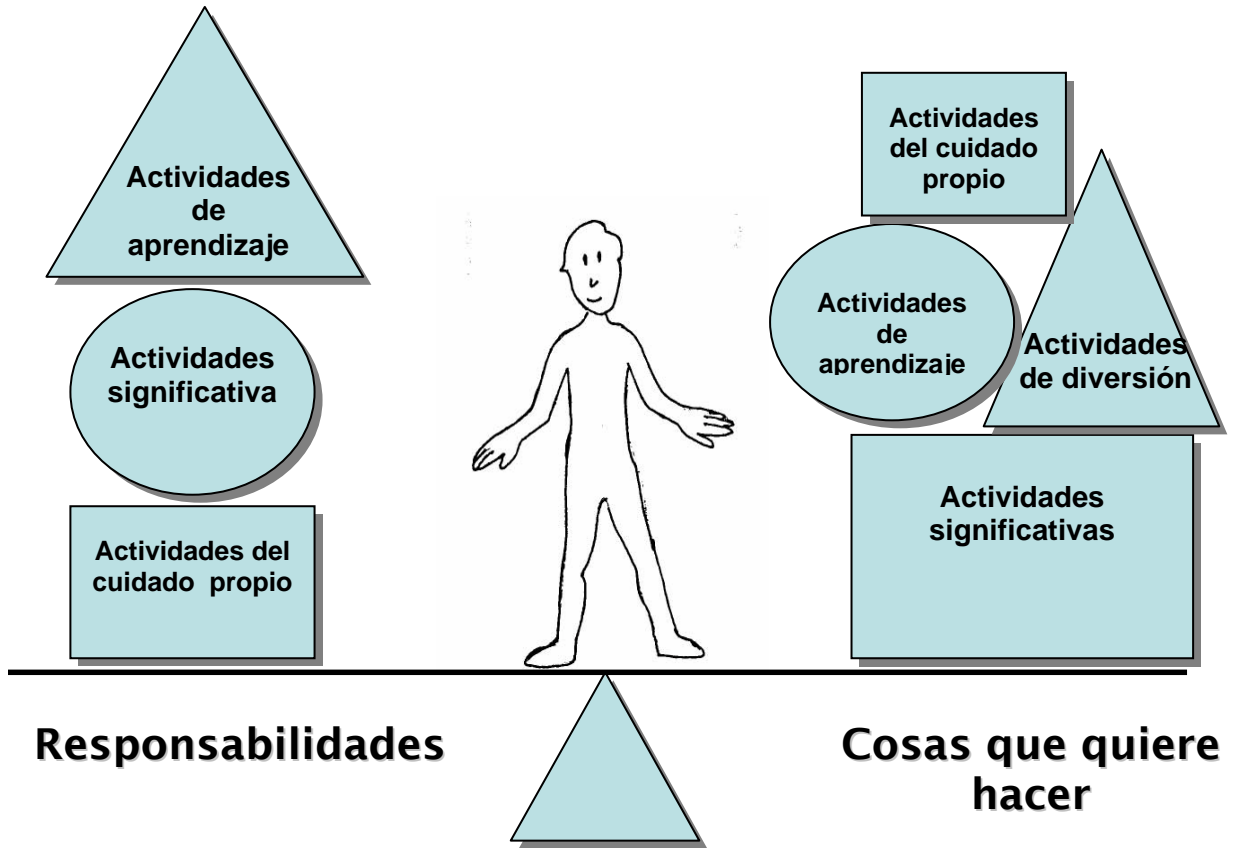 Actividades
de
aprendizaje
Actividades
significativa
Actividades del
cuidado propio
Responsabilidades
Actividades
del cuidado
propio
Actividades
de
aprendizaje
Actividades
de diversión
Actividades
significativas
Cosas que quiere
hacer